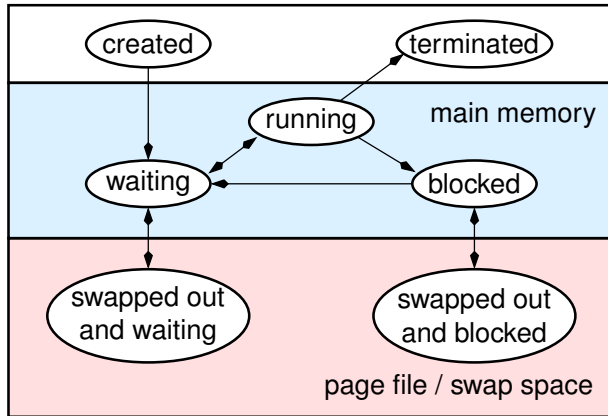 created
terminated
running
main memory
waiting
blocked
swapped out
and waiting
swapped out
and blocked
page file / swap space